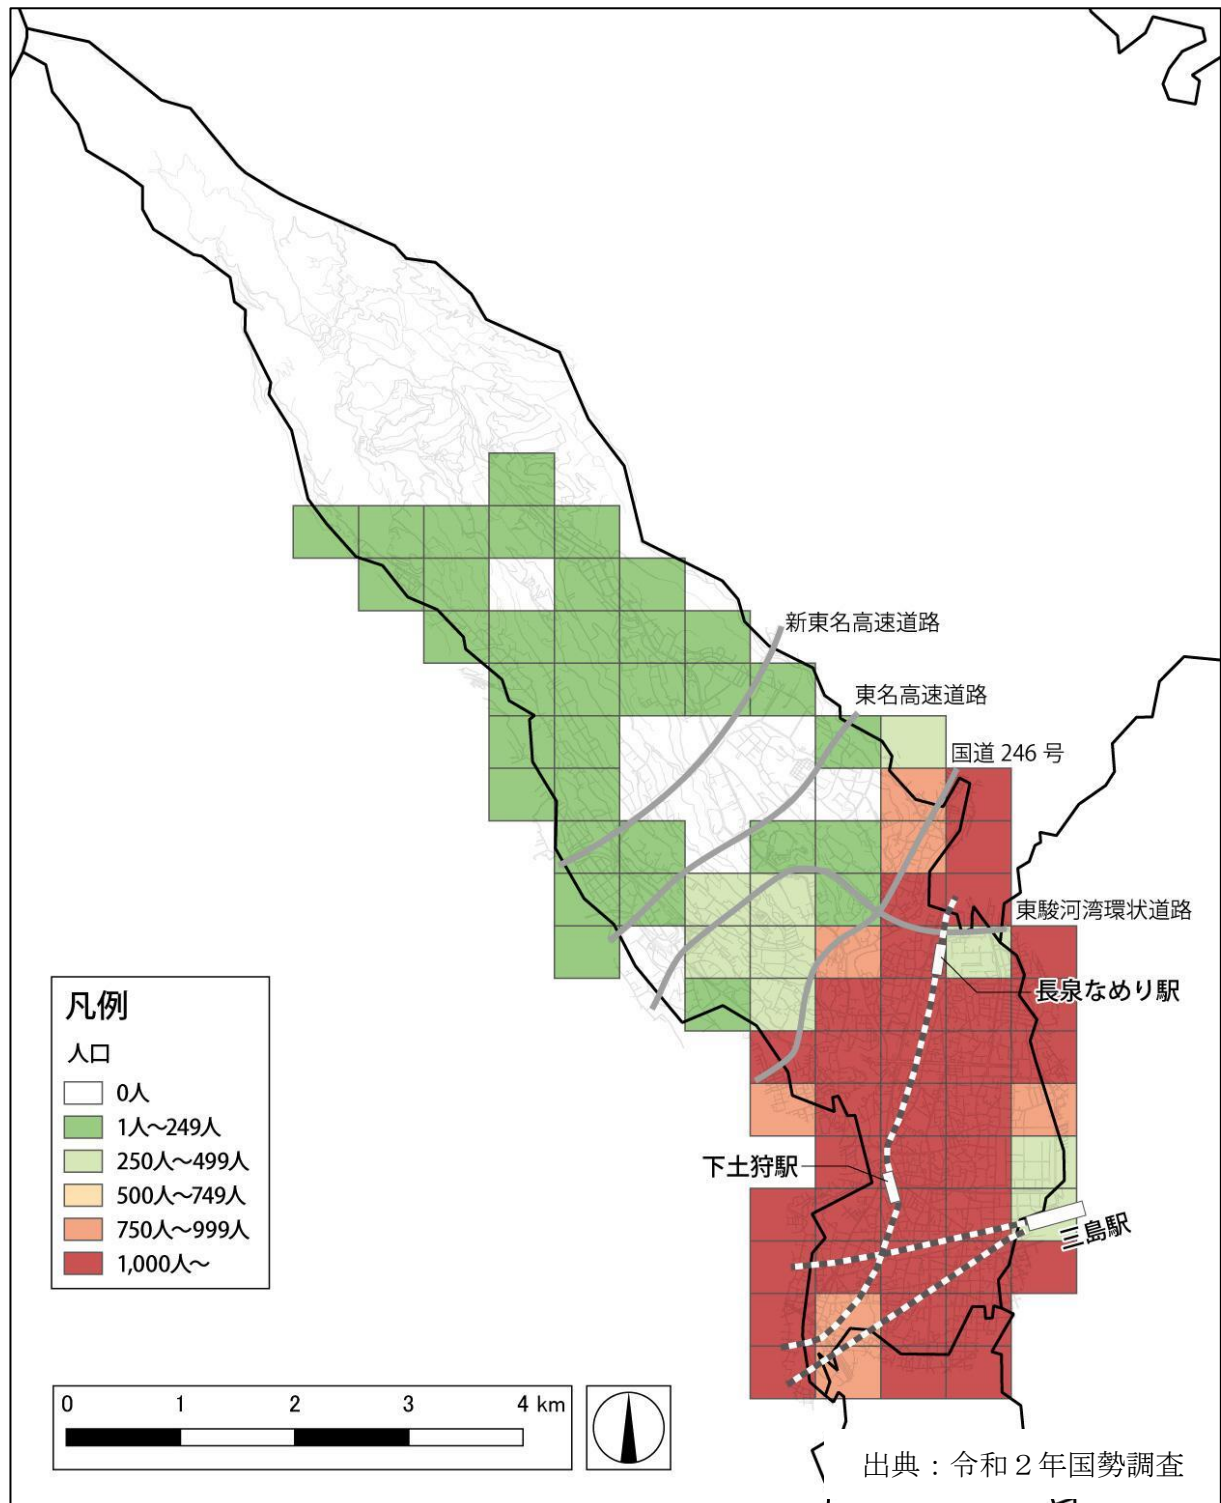 新東名高速道路
東名高速道路
国道 246 号
東駿河湾環状道路
長泉なめり駅
下土狩駅
三島駅
凡例
人口
0人
1人～249人
250人～499人
500人～749人
750人～999人
1,000人～
0 1 2 3 4 km
出典：令和２年国勢調査